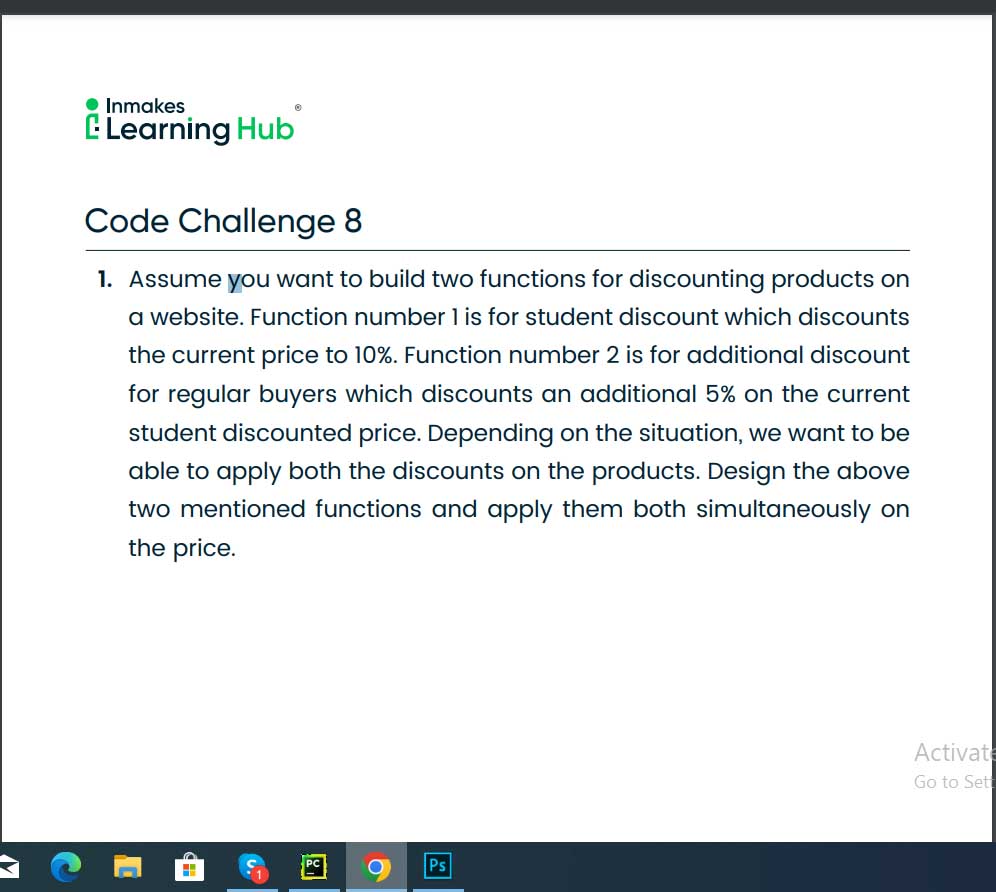 Inmakes
Learning Hub®
Code Challenge 8
1. Assume you want to build two functions for discounting products on
a website. Function number 1 is for student discount which discounts
the current price to 10%. Function number 2 is for additional discount
for regular buyers which discounts an additional 5% on the current
student discounted price. Depending on the situation, we want to be
able to apply both the discounts on the products. Design the above
two mentioned functions and apply them both simultaneously on
the price.
Activate
Go to Sett
S 1
PC
Ps